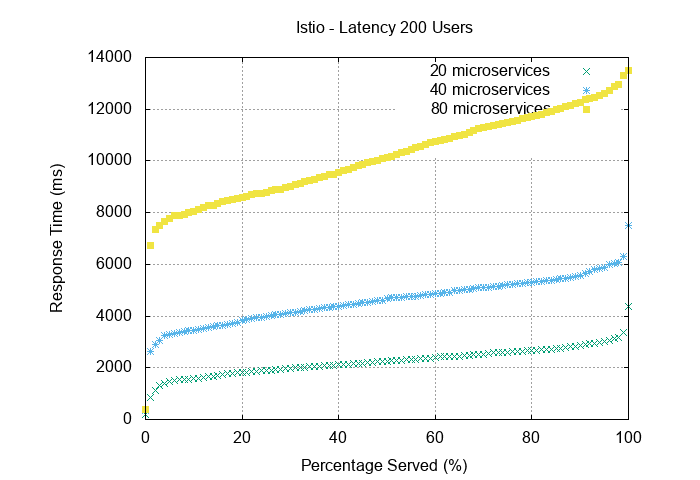 Istio - Latency 200 Users
14000
12000
10000
8000
6000
4000
2000
0
Response Time (ms)
20 microservices
40 microservices
80 microservices
0 20 40 60 80 100
Percentage Served (%)